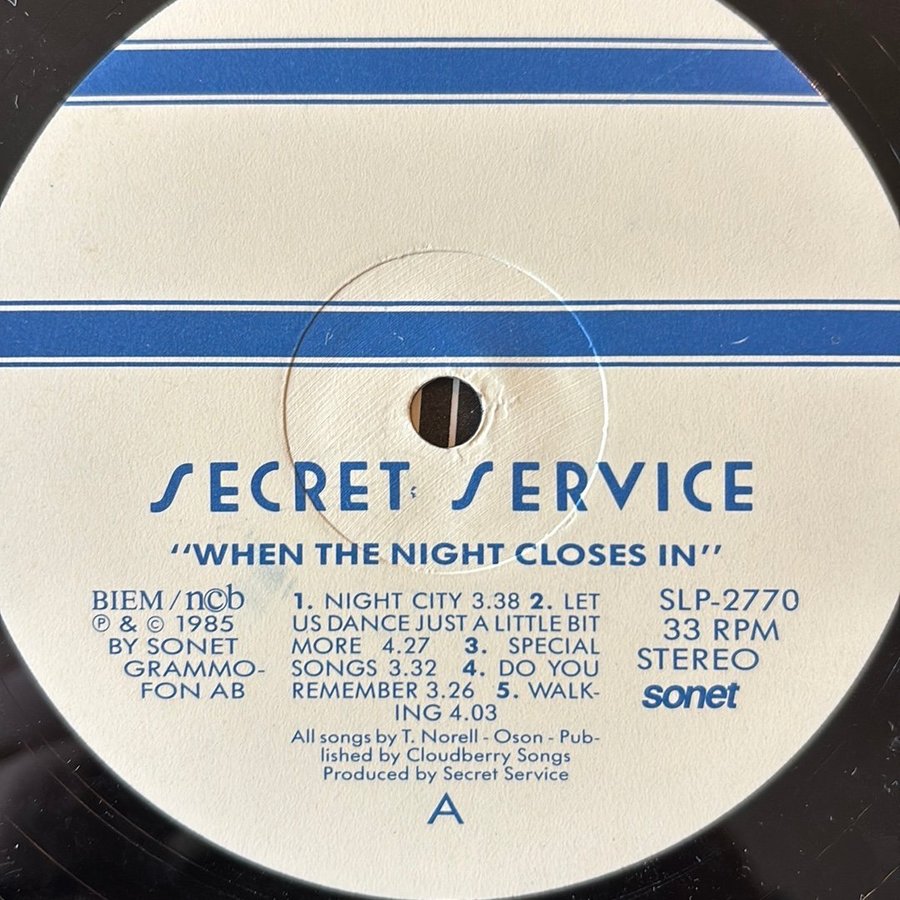 SECRET SERVICE
"WHEN THE NIGHT CLOSES IN"
BIEM/n©b
℗ & © 1985
BY SONET
GRAMMO-
FON AB
1. NIGHT CITY 3.38 2. LET
US DANCE JUST A LITTLE BIT
MORE 4.27 3. SPECIAL
SONGS 3.32 4. DO YOU
REMEMBER 3.26 5. WALK-
ING 4.03
SLP-2770
33 RPM
STEREO
sonet
All songs by T. Norell - Oson - Pub-
lished by Cloudberry Songs
Produced by Secret Service
A